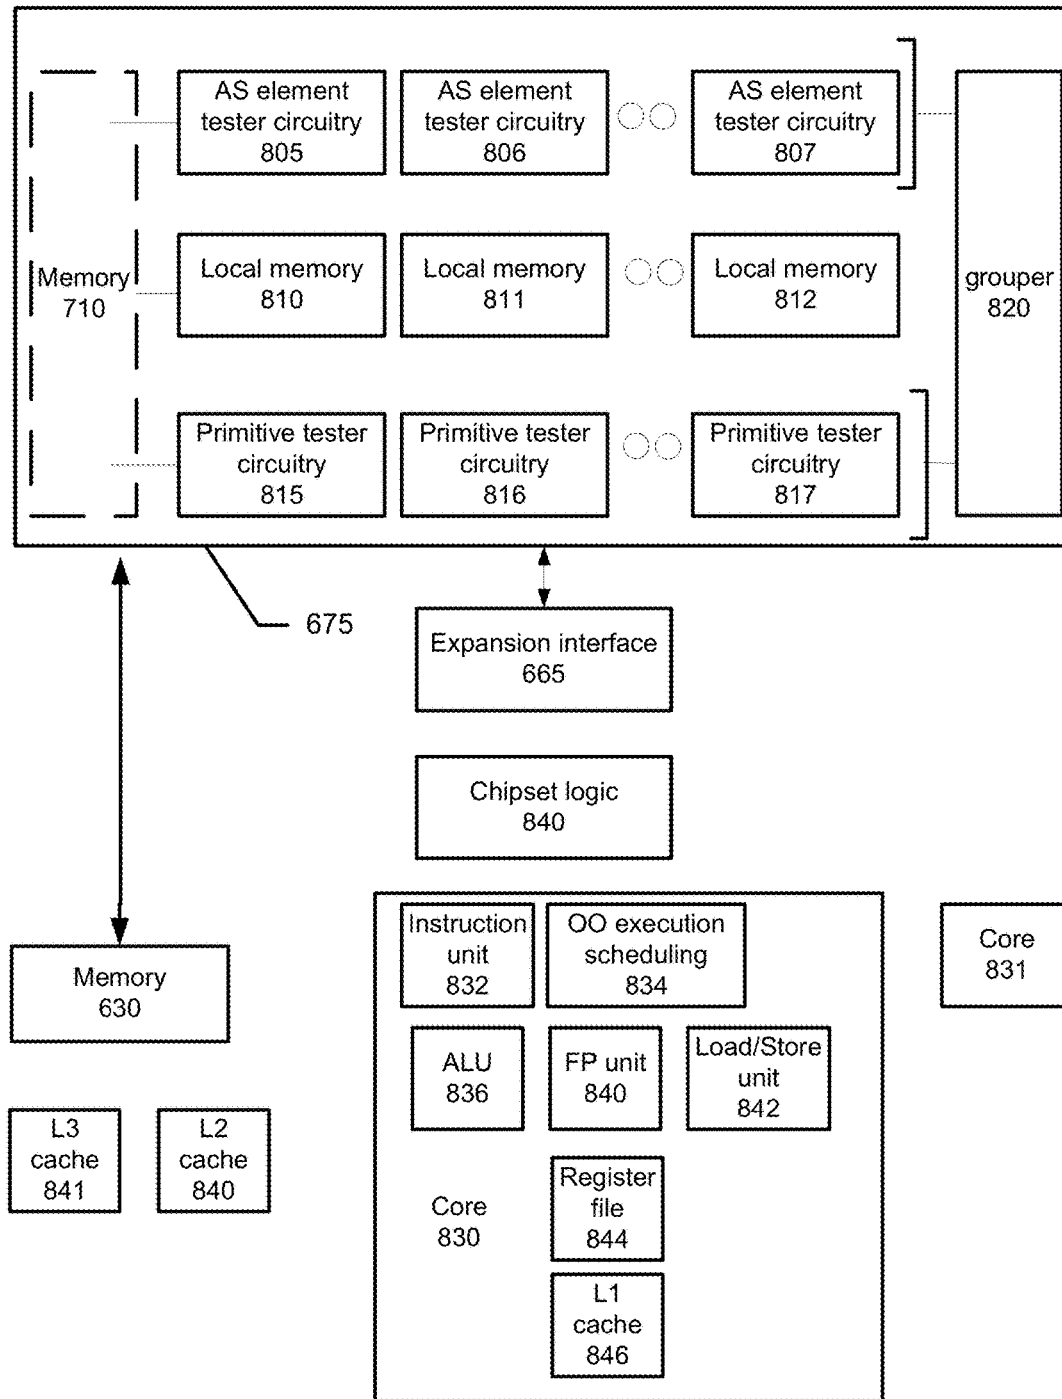 AS element
tester circuitry
805
AS element
tester circuitry
806
AS element
tester circuitry
807
Memory
710
Local memory
810
Local memory
811
Local memory
812
grouper
820
Primitive tester
circuitry
815
Primitive tester
circuitry
816
Primitive tester
circuitry
817
675
Expansion interface
665
Chipset logic
840
Instruction
unit
832
OO execution
scheduling
834
Core
831
Memory
630
ALU
836
FP unit
840
Load/Store
unit
842
L3
cache
841
L2
cache
840
Core
830
Register
file
844
L1
cache
846